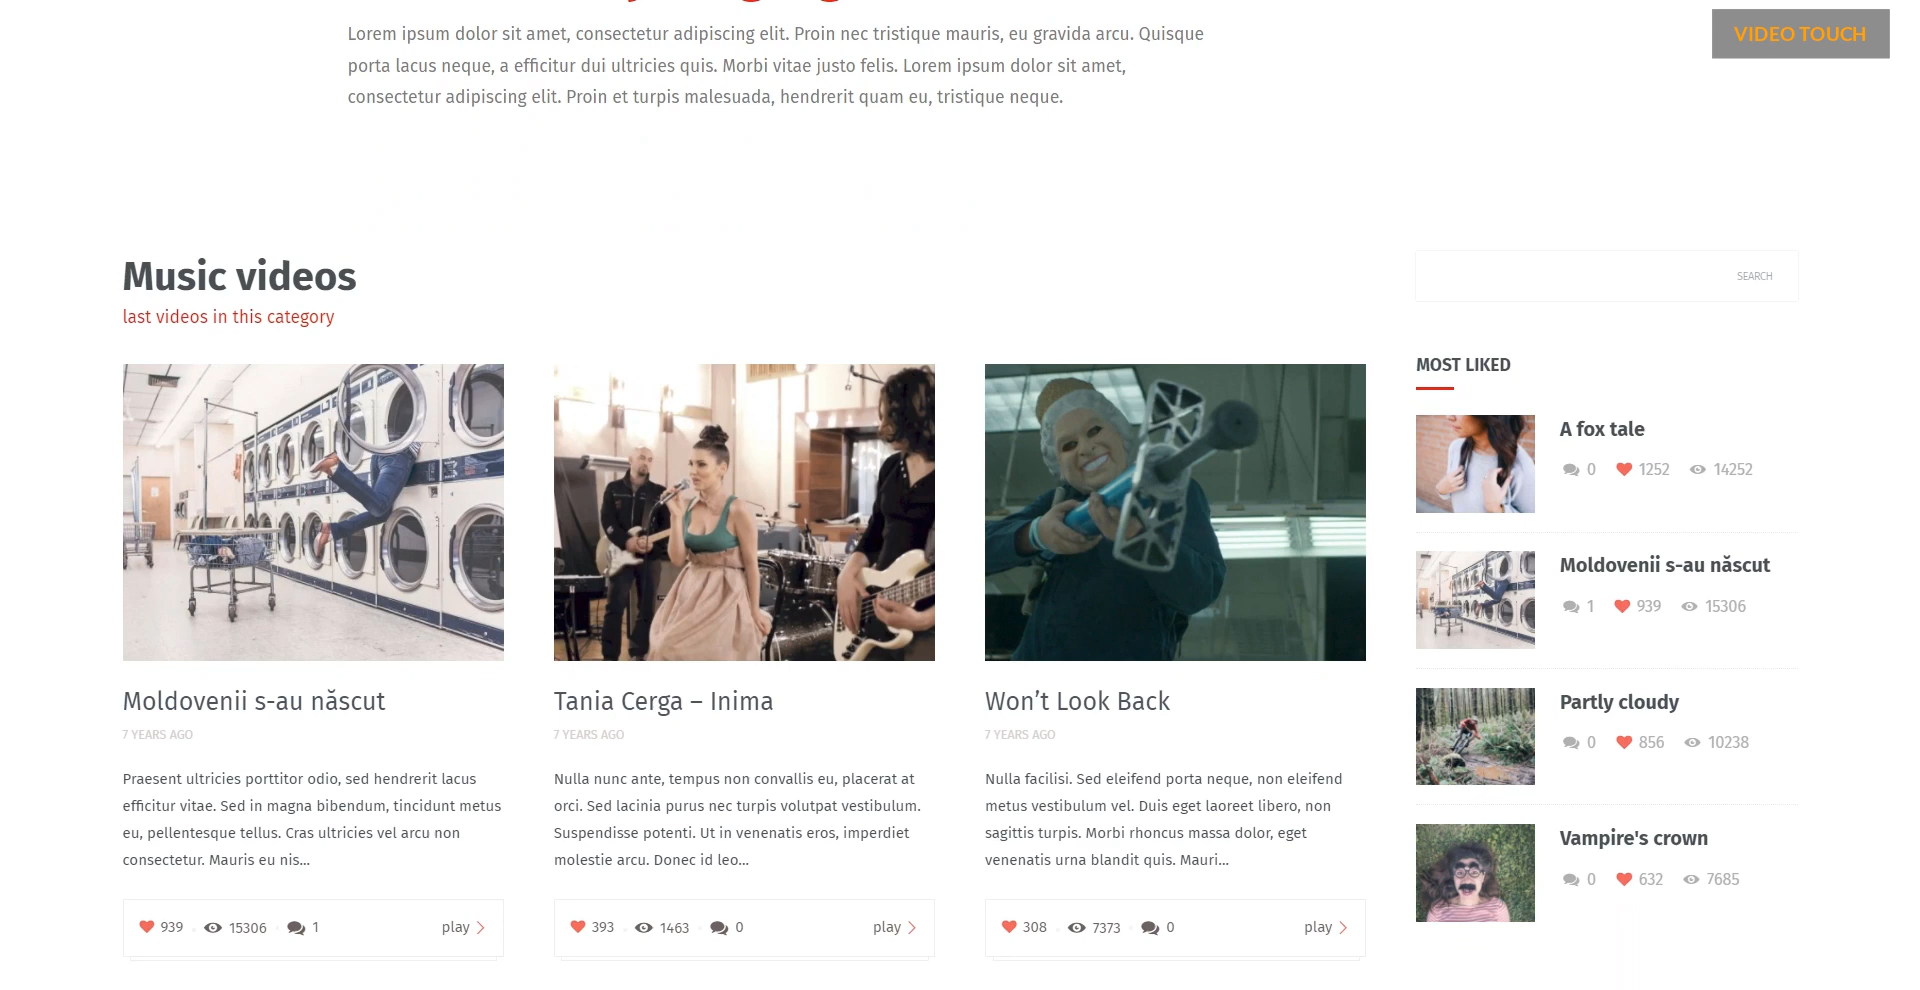 Lorem ipsum dolor sit amet, consectetur adipiscing elit. Proin nec tristique mauris, eu gravida arcu. Quisque
porta lacus neque, a efficitur dui ultricies quis. Morbi vitae justo felis. Lorem ipsum dolor sit amet,
consectetur adipiscing elit. Proin et turpis malesuada, hendrerit quam eu, tristique neque.
VIDEO TOUCH
Music videos
last videos in this category
Moldovenii s-au născut
7 YEARS AGO
Praesent ultricies porttitor odio, sed hendrerit lacus
efficitur vitae. Sed in magna bibendum, tincidunt metus
eu, pellentesque tellus. Cras ultricies vel arcu non
consectetur. Mauris eu nis...
939 15306 1 play
Tania Cerga – Inima
7 YEARS AGO
Nulla nunc ante, tempus non convallis eu, placerat at
orci. Sed lacinia purus nec turpis volutpat vestibulum.
Suspendisse potenti. Ut in venenatis eros, imperdiet
molestie arcu. Donec id leo...
393 1463 0 play
Won’t Look Back
7 YEARS AGO
Nulla facilisi. Sed eleifend porta neque, non eleifend
metus vestibulum vel. Duis eget laoreet libero, non
sagittis turpis. Morbi rhoncus massa dolor, eget
venenatis urna blandit quis. Mauri...
308 7373 0 play
SEARCH
MOST LIKED
A fox tale
0 1252 14252
Moldovenii s-au născut
1 939 15306
Partly cloudy
0 856 10238
Vampire's crown
0 632 7685